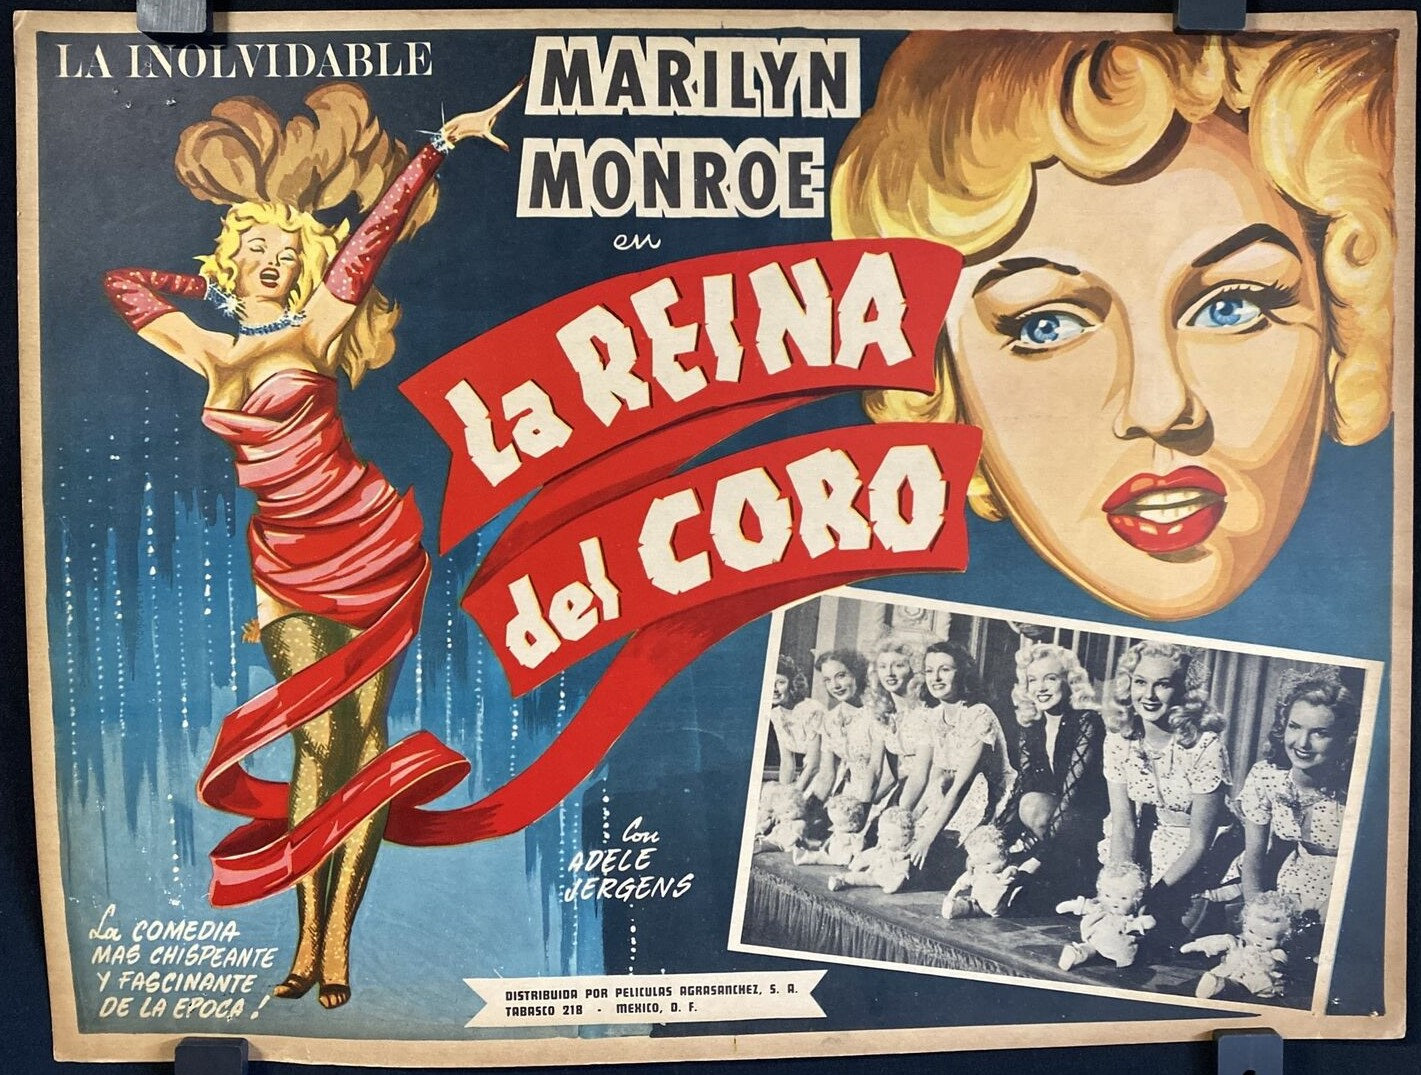 LA INOLVIDABLE
MARILYN
MONROE
en
La REINA
del CORO
Con
ADELE
JERGENS
La COMEDIA
MAS CHISPEANTE
Y FASCINANTE
DE LA EPOCA!
DISTRIBUIDA POR PELICULAS AGRASANCHEZ, S. A.
TABASCO 218 - MEXICO, D. F.